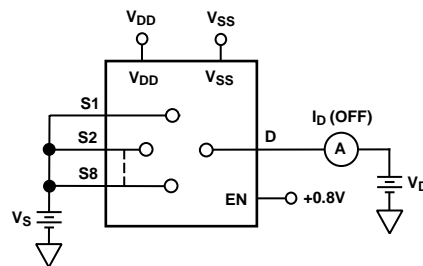 VDD VSS
VDD VSS
S1
S2
S8
D
ID (OFF)
A
EN
+0.8V
VS
VD